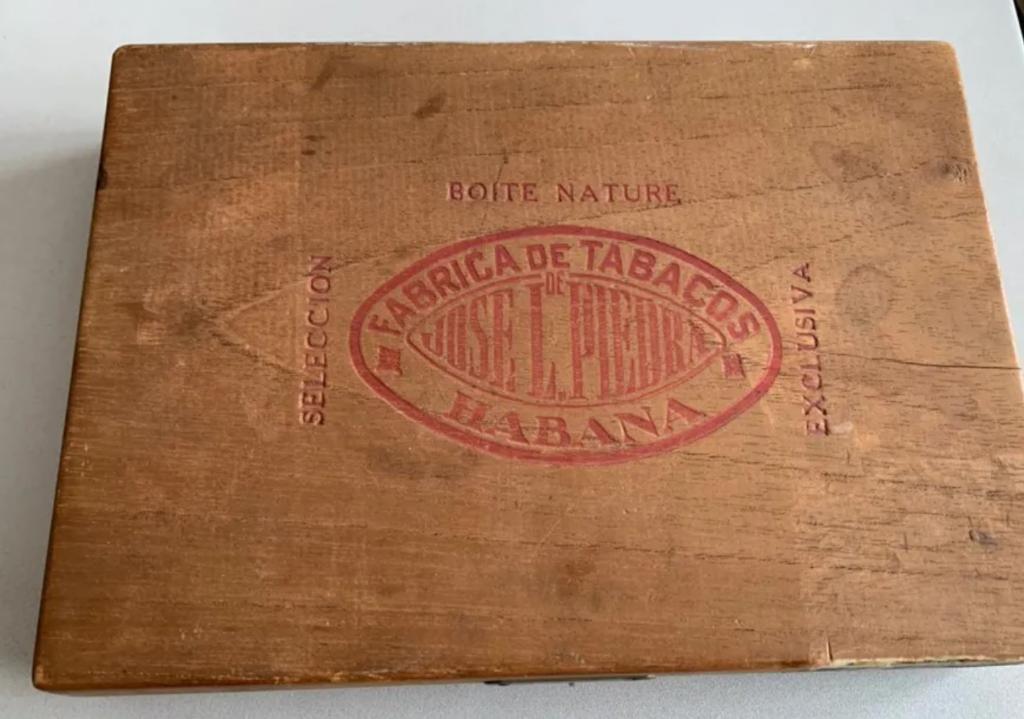 BOITE NATURE
SELECCION
FABRICA DE TABACOS
DE
JOSE L. PIEDRA
HABANA
EXCLUSIVA